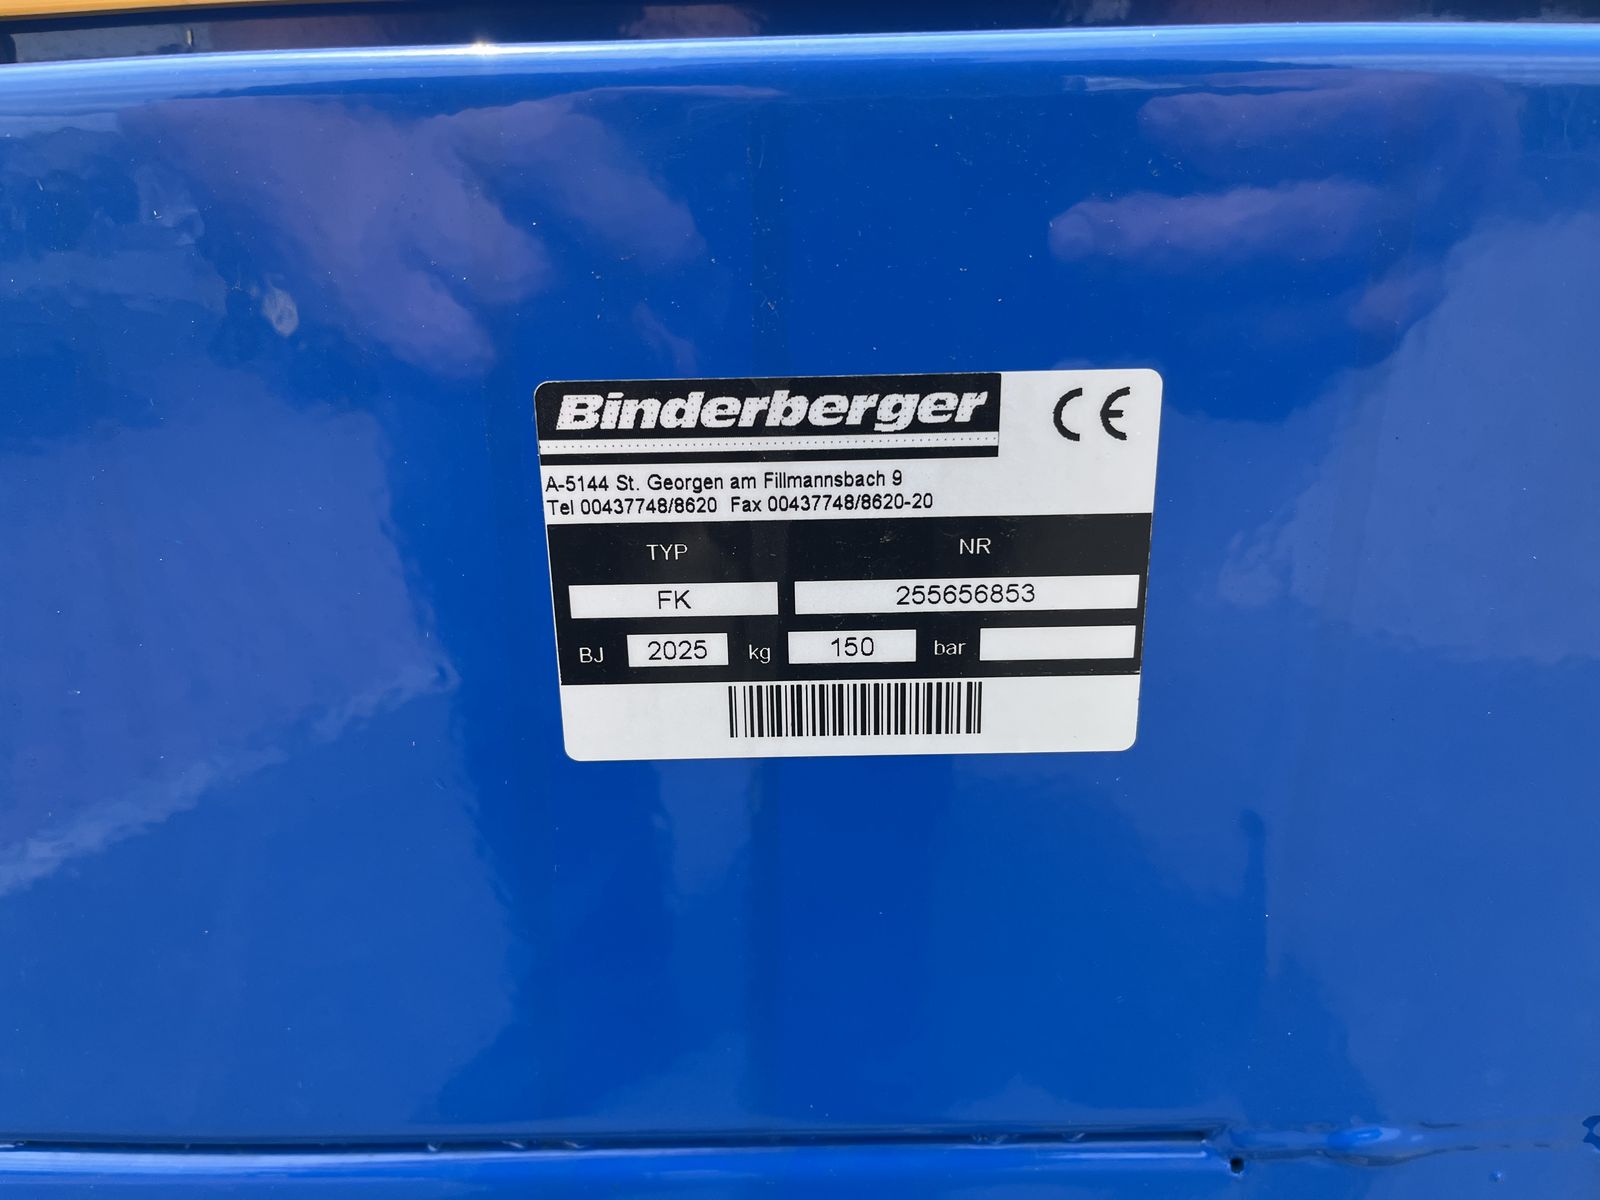 Binderberger CE
A-5144 St. Georgen am Fillmannsbach 9
Tel 00437748/8620 Fax 00437748/8620-20
TYP NR
FK 255656853
BJ 2025 kg 150 bar